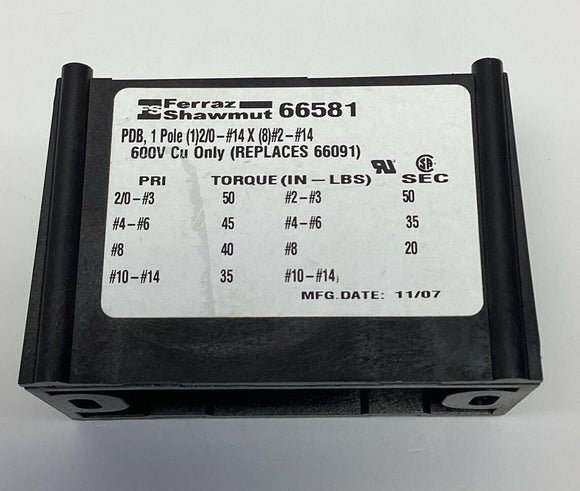 FS Ferraz Shawmut 66581
PDB, 1 Pole (1)2/0-#14 X (8)#2-#14
600V Cu Only (REPLACES 66091)
PRI TORQUE (IN-LBS) SEC
2/0-#3 50 #2-#3 50
#4-#6 45 #4-#6 35
#8 40 #8 20
#10-#14 35 #10-#14
MFG.DATE: 11/07